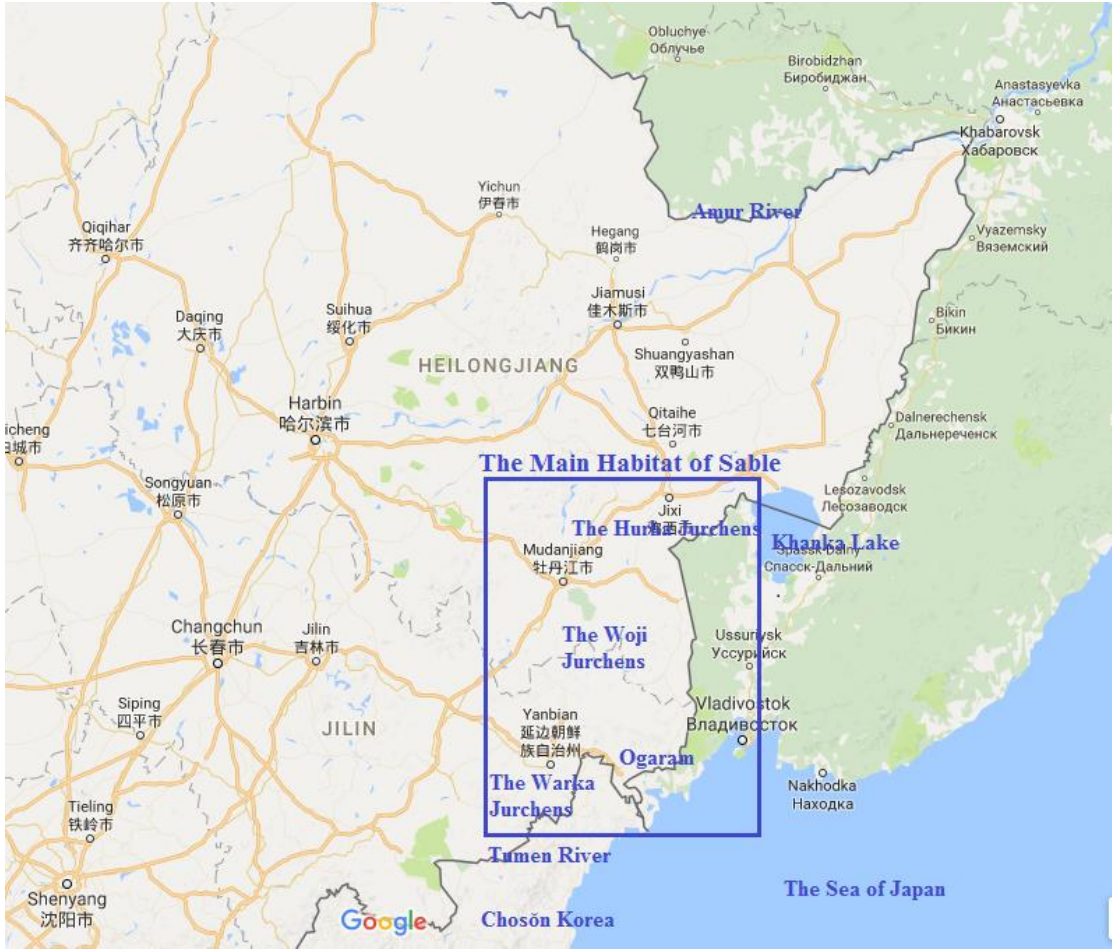 Obluchye
Облучье
Birobidzhan
Биробиджан
Anastasyevka
Анастасьевка
Khabarovsk
Хабаровск
Yichun
伊春市
Amur River
Qiqihar
齐齐哈尔市
Hegang
鹤岗市
Vyazemsky
Вяземский
Jiamusi
佳木斯市
Daqing
大庆市
Suihua
绥化市
Bikin
Бикин
Shuangyashan
双鸭山市
HEILONGJIANG
Harbin
哈尔滨市
Qitaihe
七台河市
Dalnerechensk
Дальнереченск
icheng
白城市
The Main Habitat of Sable
Songyuan
松原市
Lesozavodsk
Лесозаводск
Jixi
The Hurha Jurchens
Khanka Lake
Mudanjiang
牡丹江市
Spassk-Dalny
Спасск-Дальний
Changchun
长春市
Jilin
吉林市
The Woji
Jurchens
Ussuriysk
Уссурийск
Siping
四平市
JILIN
Yanbian
延边朝鲜
族自治州
Vladivostok
Владивосток
Ogaram
The Warka
Jurchens
Nakhodka
Находка
Tieling
铁岭市
Tumen River
Shenyang
沈阳市
The Sea of Japan
Google
Chosŏn Korea